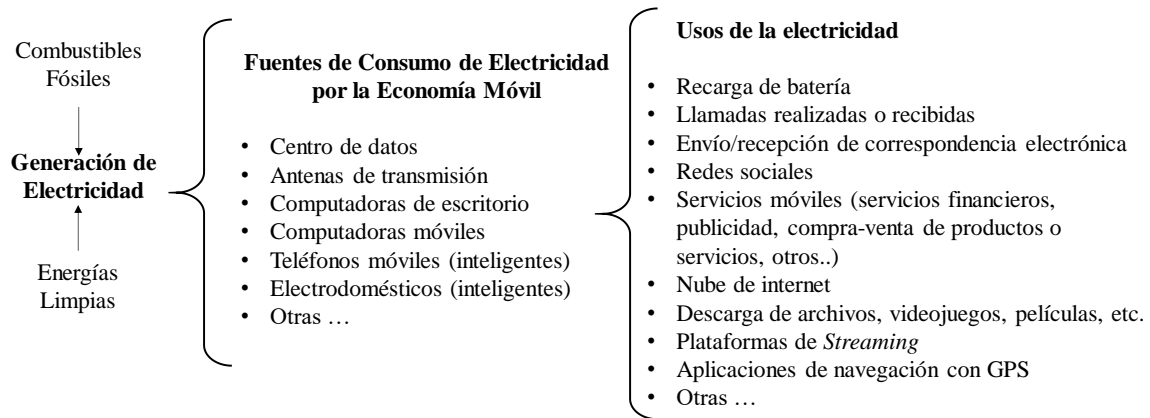 Combustibles
Fósiles
Generación de
Electricidad
Energías
Limpias
Fuentes de Consumo de Electricidad
por la Economía Móvil
• Centro de datos
• Antenas de transmisión
• Computadoras de escritorio
• Computadoras móviles
• Teléfonos móviles (inteligentes)
• Electrodomésticos (inteligentes)
• Otras …
Usos de la electricidad
• Recarga de batería
• Llamadas realizadas o recibidas
• Envío/recepción de correspondencia electrónica
• Redes sociales
• Servicios móviles (servicios financieros,
publicidad, compra-venta de productos o
servicios, otros..)
• Nube de internet
• Descarga de archivos, videojuegos, películas, etc.
• Plataformas de Streaming
• Aplicaciones de navegación con GPS
• Otras …